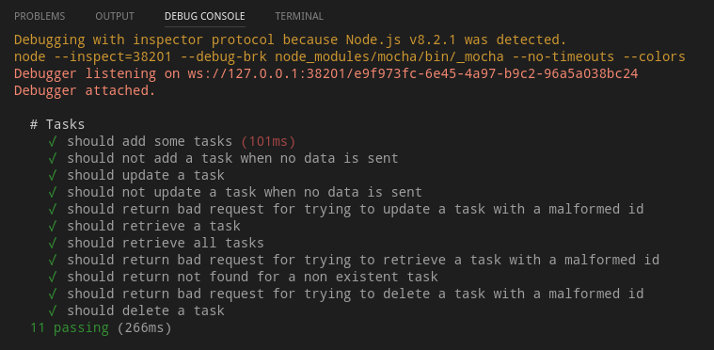 PROBLEMS OUTPUT DEBUG CONSOLE TERMINAL
Debugging with inspector protocol because Node.js v8.2.1 was detected.
node --inspect=38201 --debug-brk node_modules/mocha/bin/_mocha --no-timeouts --colors
Debugger listening on ws://127.0.0.1:38201/e9f973fc-6e45-4a97-b9c2-96a5a038bc24
Debugger attached.
# Tasks
√ should add some tasks (101ms)
√ should not add a task when no data is sent
√ should update a task
√ should not update a task when no data is sent
√ should return bad request for trying to update a task with a malformed id
√ should retrieve a task
√ should retrieve all tasks
√ should return bad request for trying to retrieve a task with a malformed id
√ should return not found for a non existent task
√ should return bad request for trying to delete a task with a malformed id
√ should delete a task
11 passing (266ms)